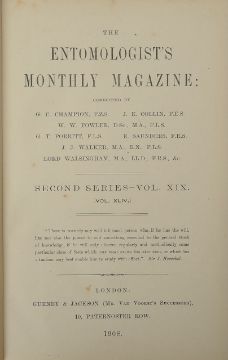 THE
ENTOMOLOGIST'S
MONTHLY MAGAZINE:
CONDUCTED BY
G. C. CHAMPION, F.Z.S. J. E. COLLIN, F.E.S.
W. W. FOWLER, D.Sc., M.A., F.L.S.
G. T. PORRITT, F.L.S. E. SAUNDERS, F.R.S.
J. J. WALKER, M.A., R.N., F.L.S.
LORD WALSINGHAM, M.A., LL.D., F.R.S., &c.
SECOND SERIES—VOL. XIX.
[VOL. XLIV.]
LONDON:
GURNEY & JACKSON (MR. VAN VOORST'S SUCCESSORS),
10, PATERNOSTER ROW.
1908.